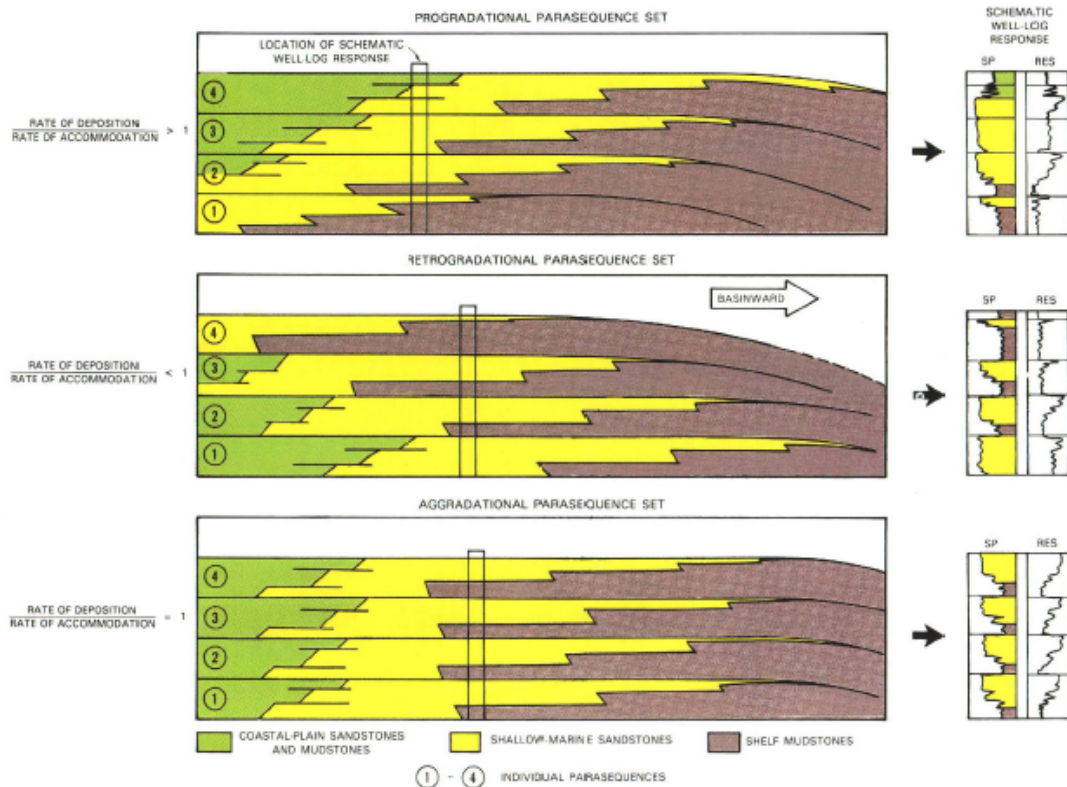 PROGRADATIONAL PARASEQUENCE SET
SCHEMATIC
WELL-LOG
RESPONISE
LOCATION OF SCHEMATIC
WELL-LOG RESPONSE
SP RES
RATE OF DEPOSITION
RATE OF ACCOMMODATION > 1
4
3
2
1
RETROGRADATIONAL PARASEQUENCE SET
BASINWARD
SP RES
RATE OF DEPOSITIONI
RATE OF ACCOMMODATION < 1
4
3
2
1
AGGRADATIONAL PARASEQUENCE SET
SP RES
RATE OF DEPOSITION
RATE OF ACCOMMODATION = 1
4
3
2
1
COASTAL-PLAIN SANDSTONES
AND MUDSTONES
SHALLOW-MARINE SANDSTONES
SHELF MUDSTONES
1 - 4 INDIVIDUAL PAIRASEQUENCES